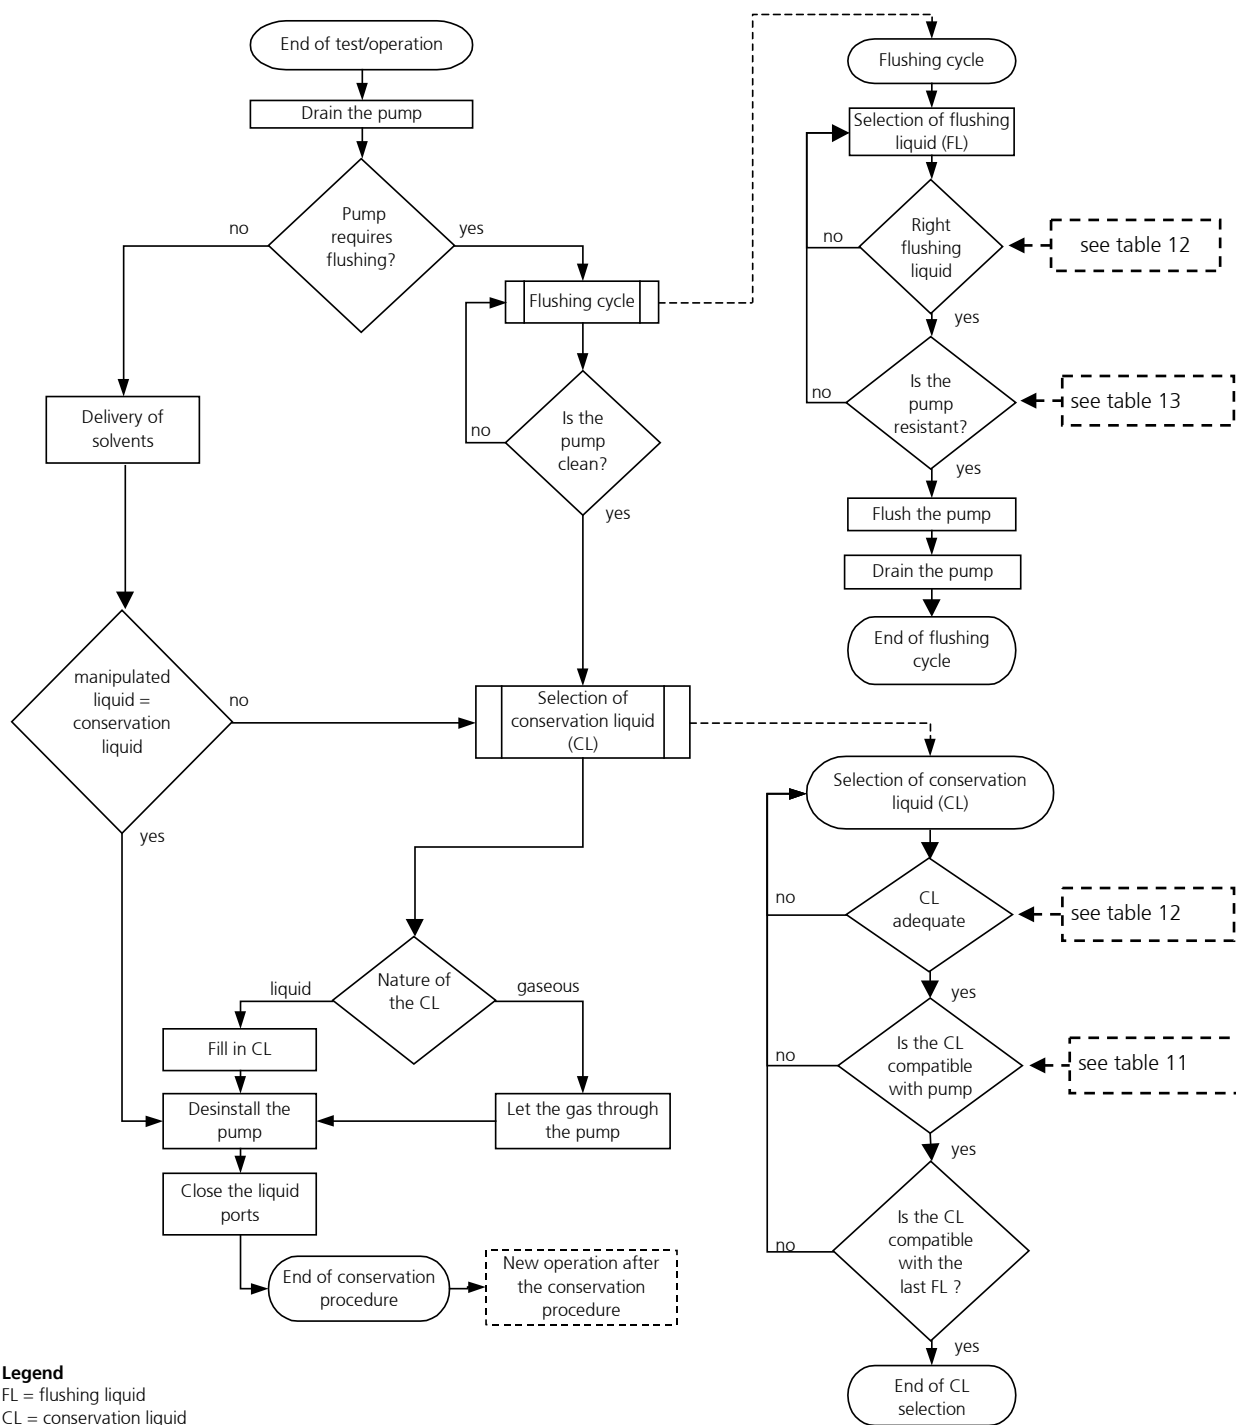 End of test/operation
Drain the pump
Pump
requires
flushing?
no
yes
Flushing cycle
Is the
pump
clean?
no
yes
Delivery of
solvents
manipulated
liquid =
conservation
liquid
no
yes
Selection of
conservation liquid
(CL)
Nature of
the CL
liquid
gaseous
Fill in CL
Desinstall the
pump
Let the gas through
the pump
Close the liquid
ports
End of conservation
procedure
New operation after
the conservation
procedure
Flushing cycle
Selection of flushing
liquid (FL)
Right
flushing
liquid
no
see table 12
yes
Is the
pump
resistant?
no
see table 13
yes
Flush the pump
Drain the pump
End of flushing
cycle
Selection of conservation
liquid (CL)
CL
adequate
no
see table 12
yes
Is the CL
compatible
with pump
no
see table 11
yes
Is the CL
compatible
with the
last FL ?
no
yes
End of CL
selection
Legend
FL = flushing liquid
CL = conservation liquid